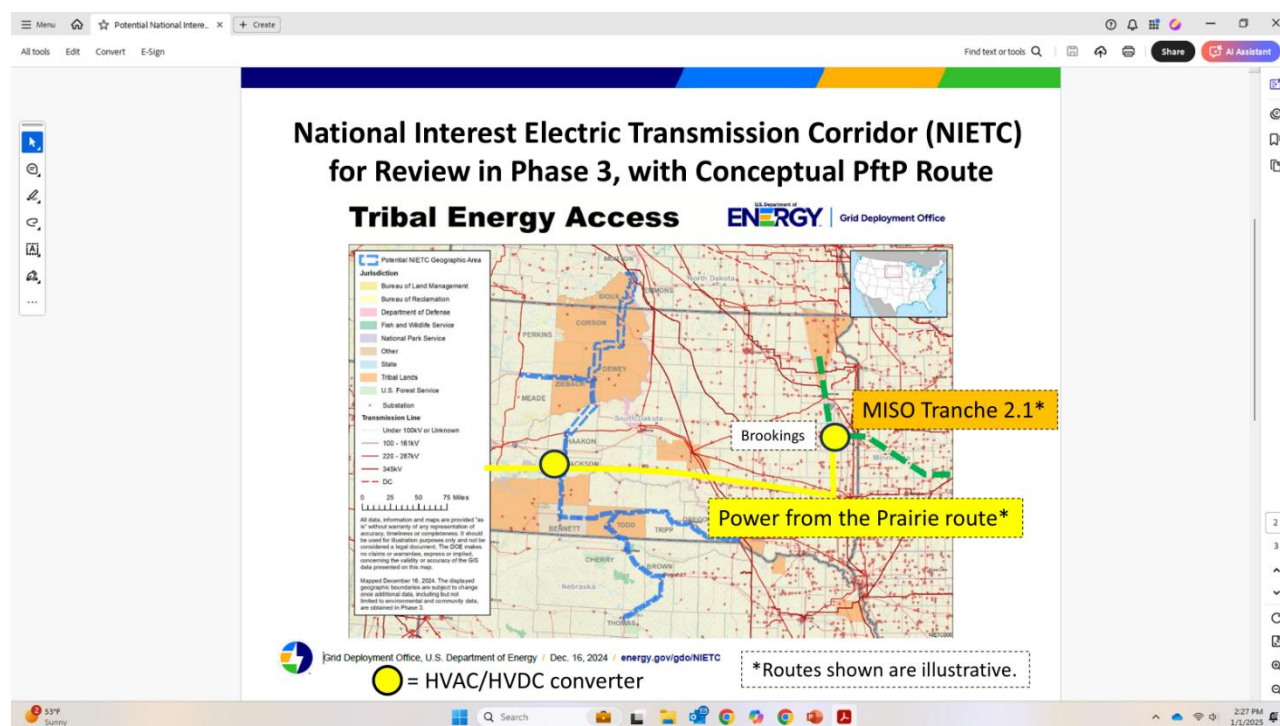 Menu
Potential National Intere..
+ Create
All tools
Edit
Convert
E-Sign
Find text or tools
Share
AI Assistant
National Interest Electric Transmission Corridor (NIETC)
for Review in Phase 3, with Conceptual PftP Route
Tribal Energy Access
U.S. Department of
ENERGY
Grid Deployment Office
Potential NIETC Geographic Area
Jurisdiction
Bureau of Land Management
Bureau of Reclamation
Department of Defense
Fish and Wildlife Service
National Park Service
Other
State
Tribal Lands
U.S. Forest Service
Substation
Transmission Line
Under 100kV or Unknown
100 - 161kV
220 - 287kV
345kV
DC
0 25 50 75 Miles
All data, information and maps are provided "as
is" without warranty of any representation of
accuracy, timeliness or completeness. It should
be used for illustration purposes only and not be
considered a legal document. The DOE makes
no claims or warranties, express or implied,
concerning the validity or accuracy of the GIS
data presented on this map.
Mapped December 16, 2024. The displayed
geographic boundaries are subject to change
once additional data, including but not
limited to environmental and community data,
are obtained in Phase 3.
North Dakota
SIOUX
CORSON
PERKINS
DEWEY
ZIEBACH
MEADE
South Dakota
HAAKON
BENNETT
TODD
TRIPP
CHERRY
BROWN
Nebraska
THOMAS
Brookings
MISO Tranche 2.1*
Power from the Prairie route*
Grid Deployment Office, U.S. Department of Energy / Dec. 16, 2024 / energy.gov/gdo/NIETC
= HVAC/HVDC converter
*Routes shown are illustrative.
2
3
53°F
Sunny
Search
2:27 PM
1/1/2025